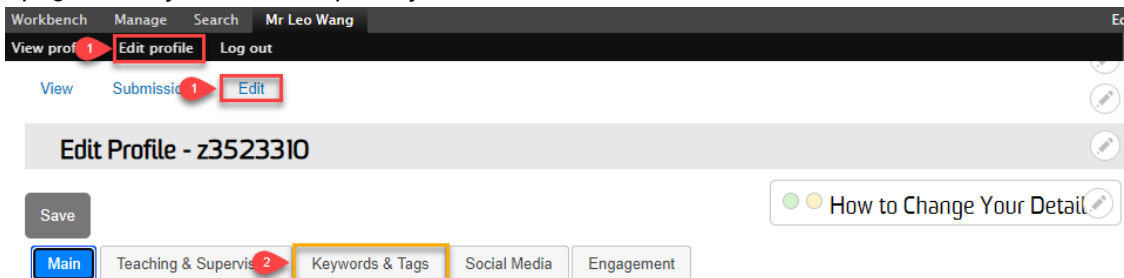 Workbench Manage Search Mr Leo Wang
View prof 1 Edit profile Log out
View Submissio 1 Edit
Edit Profile - z3523310
Save
How to Change Your Detail
Main Teaching & Supervis 2 Keywords & Tags Social Media Engagement